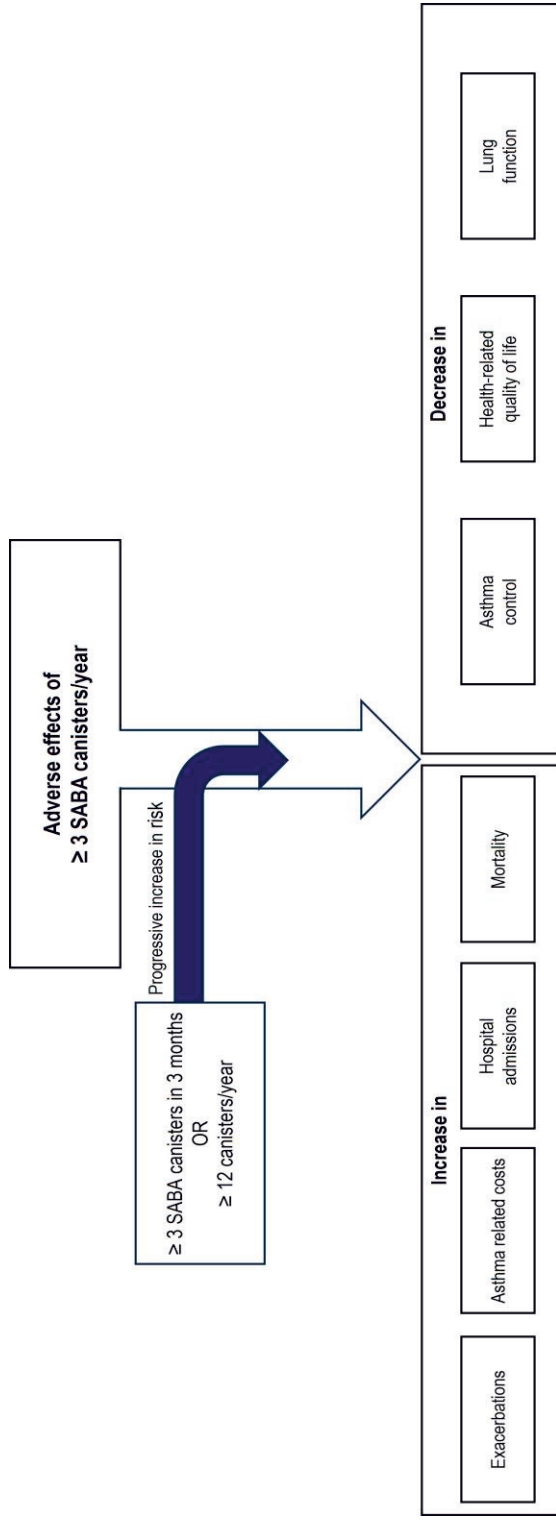 Adverse effects of
≥ 3 SABA canisters/year
Progressive increase in risk
≥ 3 SABA canisters in 3 months
OR
≥ 12 canisters/year
Increase in
Exacerbations
Asthma related costs
Hospital
admissions
Mortality
Decrease in
Asthma
control
Health-related
quality of life
Lung
function